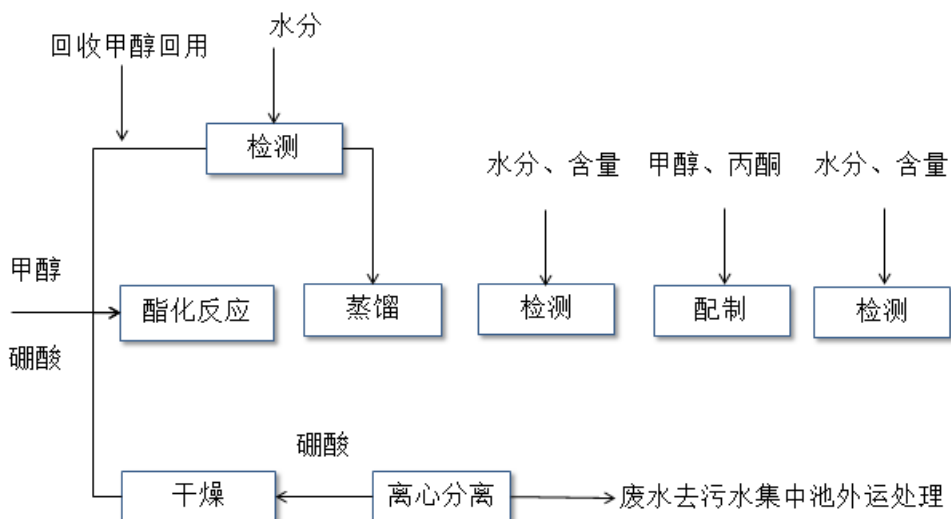 水分
回收甲醇回用
检测
水分、含量
甲醇、丙酮
水分、含量
甲醇
硼酸
酯化反应
蒸馏
检测
配制
检测
硼酸
干燥
离心分离
废水去污水集中池外运处理